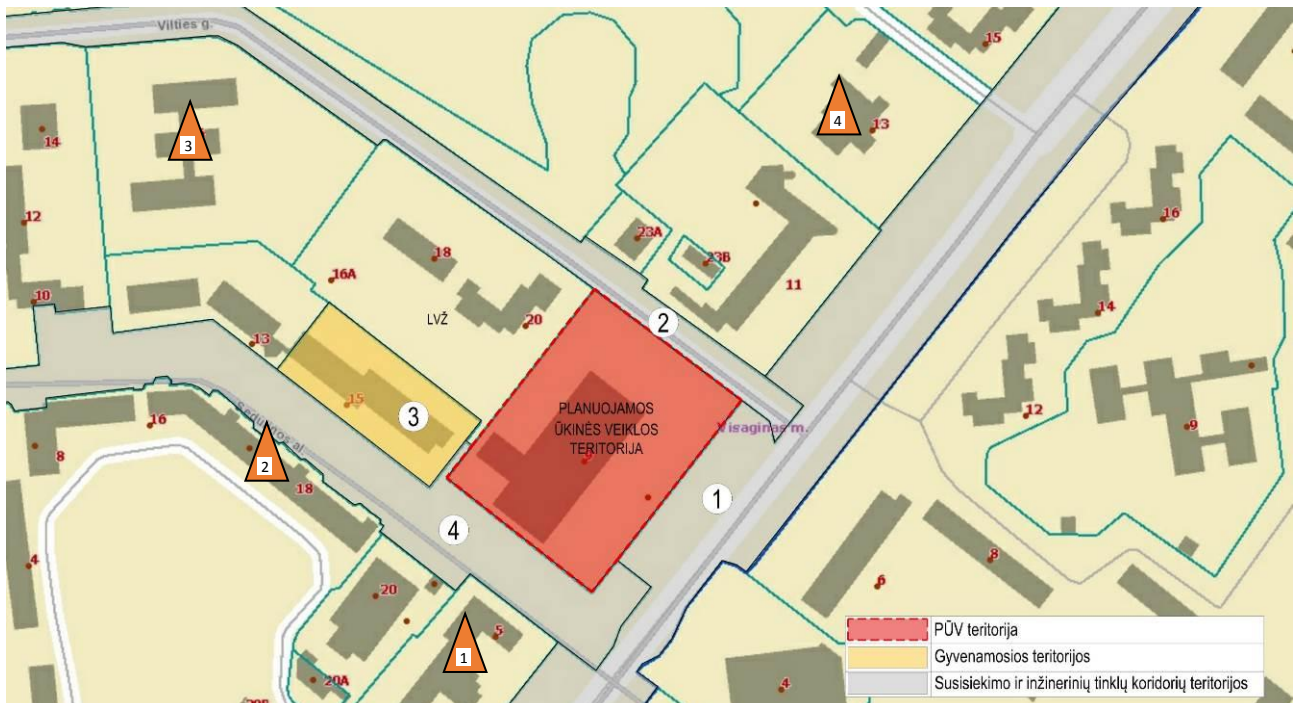 Vilties g.
15
14
3
4
13
12
16
18
23A
23B
16A
11
14
10
LVŽ
20
2
13
15
3
PLANUOJAMOS
ŪKINĖS VEIKLOS
TERITORIJA
Visaginas m.
12
9
16
Sedulinos al.
8
2
18
1
4
8
4
20
6
5
1
20A
4
PŪV teritorija
Gyvenamosios teritorijos
Susisiekimo ir inžinerinių tinklų koridorių teritorijos